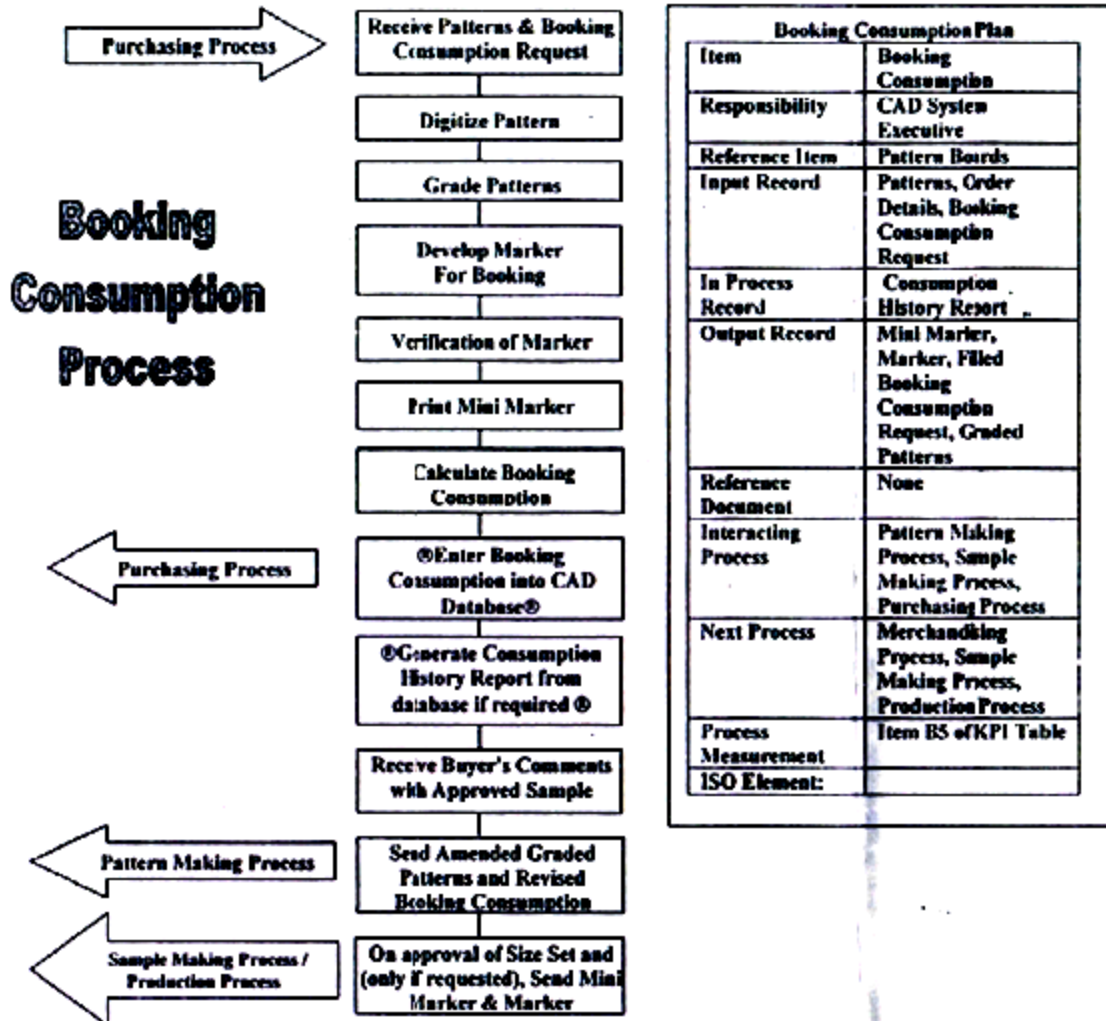 Purchasing Process
Receive Patterns & Booking
Consumption Request
Digitize Pattern
Grade Patterns
Booking
Consumption
Process
Develop Marker
For Booking
Verification of Marker
Print Mini Marker
Calculate Booking
Consumption
Purchasing Process
®Enter Booking
Consumption into CAD
Database®
®Generate Consumption
History Report from
database if required ®
Receive Buyer's Comments
with Approved Sample
Pattern Making Process
Send Amended Graded
Patterns and Revised
Booking Consumption
Sample Making Process /
Production Process
On approval of Size Set and
(only if requested), Send Mini
Marker & Marker
Booking Consumption Plan
Item
Booking
Consumption
Responsibility
CAD System
Executive
Reference Item
Pattern Boards
Input Record
Patterns, Order
Details, Booking
Consumption
Request
In Process
Record
Consumption
History Report
Output Record
Mini Marker,
Marker, Filled
Booking
Consumption
Request, Graded
Patterns
Reference
Document
None
Interacting
Process
Pattern Making
Process, Sample
Making Process,
Purchasing Process
Next Process
Merchandising
Process, Sample
Making Process,
Production Process
Process
Measurement
Item B5 of KPI Table
ISO Element: